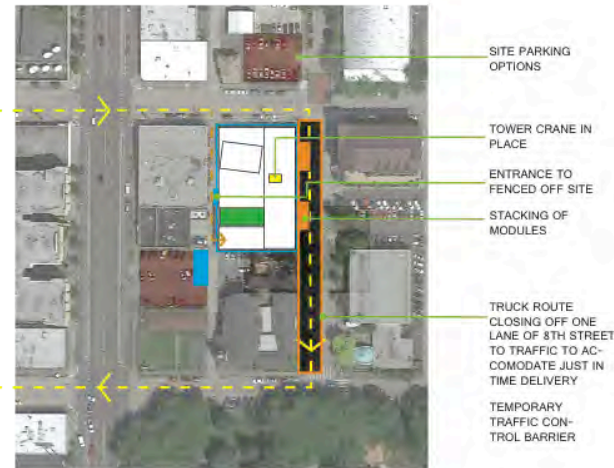 SITE PARKING
OPTIONS
TOWER CRANE IN
PLACE
ENTRANCE TO
FENCED OFF SITE
STACKING OF
MODULES
TRUCK ROUTE
CLOSING OFF ONE
LANE OF 8TH STREET
TO TRAFFIC TO AC-
COMODATE JUST IN
TIME DELIVERY
TEMPORARY
TRAFFIC CON-
TROL BARRIER